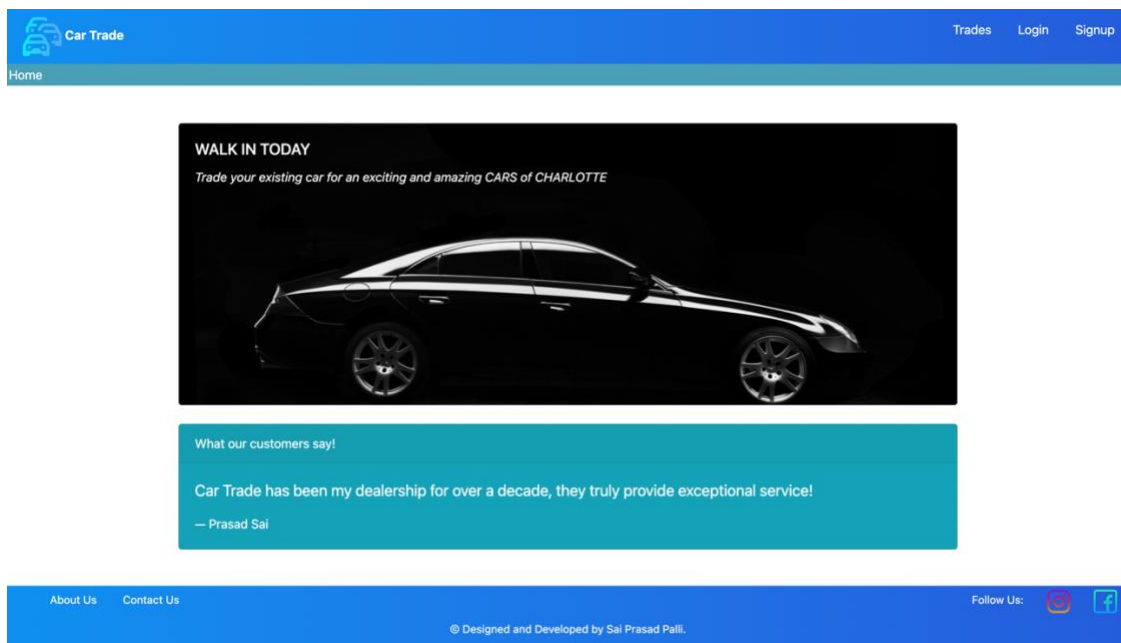 Car Trade
Trades Login Signup
Home
WALK IN TODAY
Trade your existing car for an exciting and amazing CARS of CHARLOTTE
What our customers say!
Car Trade has been my dealership for over a decade, they truly provide exceptional service!
— Prasad Sai
About Us Contact Us
Follow Us:
© Designed and Developed by Sai Prasad Palli.